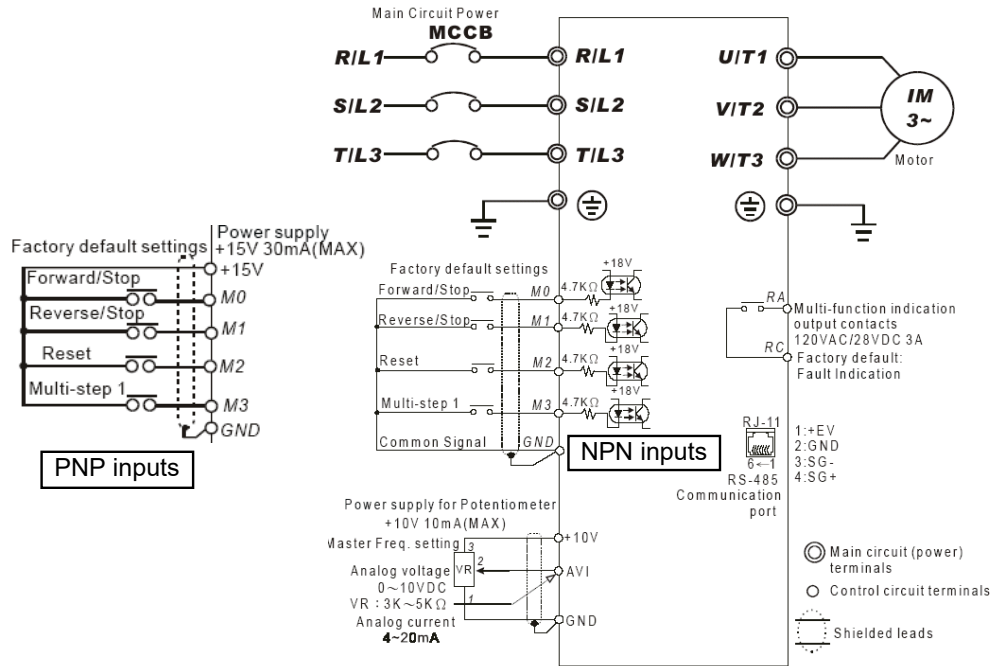 Main Circuit Power
MCCB
R/L1
R/L1
U/T1
S/L2
S/L2
V/T2
IM
3~
T/L3
T/L3
W/T3
Motor
Power supply
+15V 30mA(MAX)
Factory default settings
+15V
Forward/Stop
M0
Reverse/Stop
M1
Reset
M2
Multi-step 1
M3
GND
PNP inputs
Factory default settings
Forward/Stop
M0
4.7KΩ
+18V
Reverse/Stop
M1
4.7KΩ
+18V
Reset
M2
4.7KΩ
+18V
Multi-step 1
M3
4.7KΩ
+18V
Common Signal
GND
NPN inputs
RA
Multi-function indication
output contacts
120VAC/28VDC 3A
RC
Factory default:
Fault Indication
RJ-11
6←1
RS-485
Communication
port
1:+EV
2:GND
3:SG-
4:SG+
Power supply for Potentiometer
+10V 10mA(MAX)
+10V
Master Freq. setting
3
VR
2
1
Analog voltage
0~10VDC
AVI
VR : 3K~5KΩ
Analog current
4~20mA
GND
Main circuit (power)
terminals
Control circuit terminals
Shielded leads